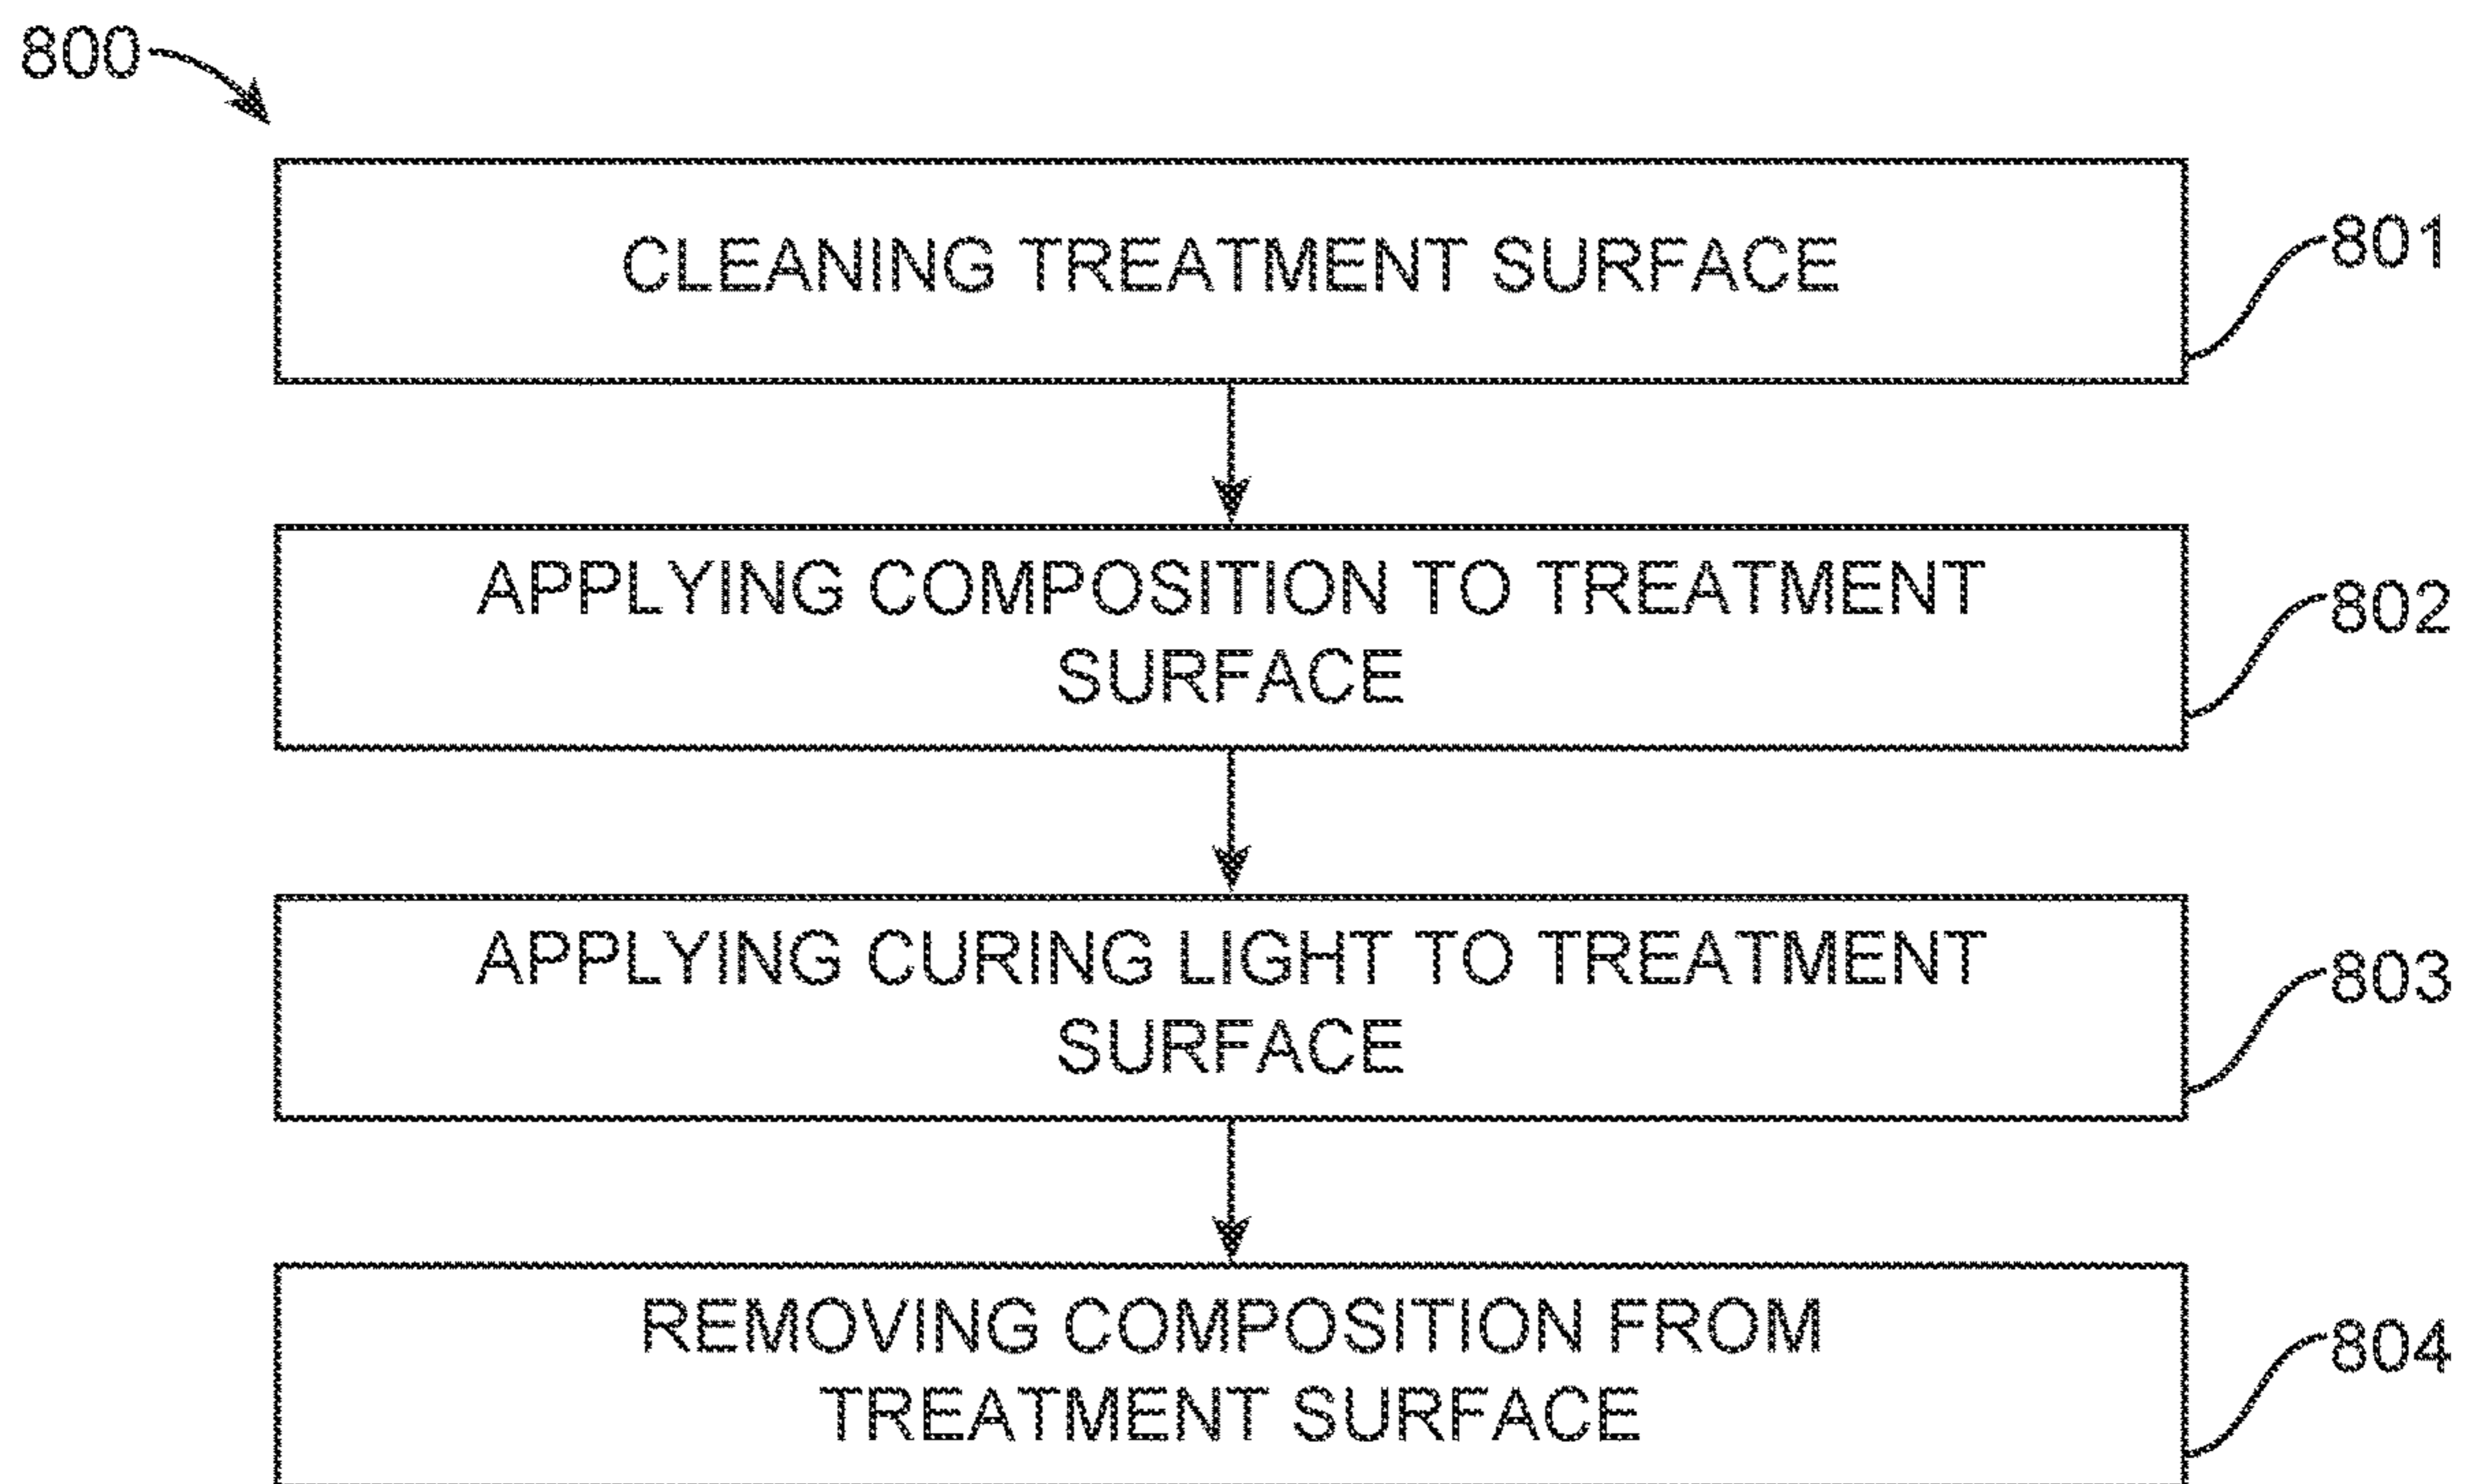 800
CLEANING TREATMENT SURFACE
801
APPLYING COMPOSITION TO TREATMENT
SURFACE
802
APPLYING CURING LIGHT TO TREATMENT
SURFACE
803
REMOVING COMPOSITION FROM
TREATMENT SURFACE
804